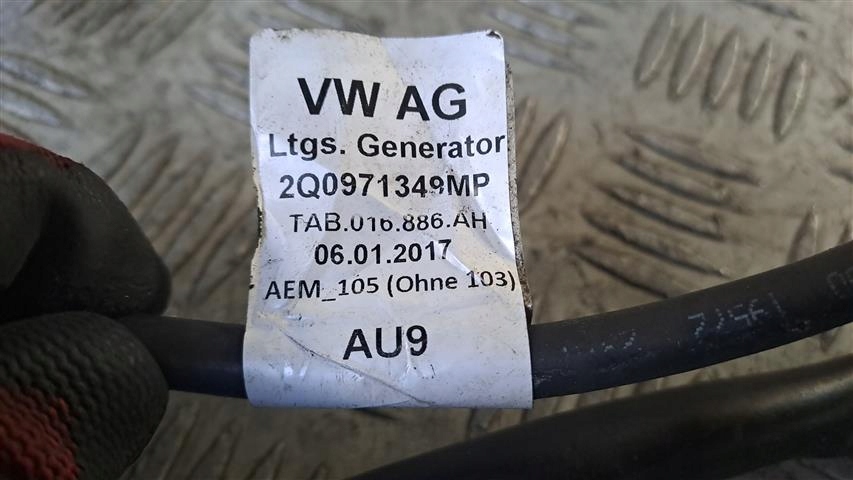 VW AG
Ltgs. Generator
2Q0971349MP
TAB.016.886.AH
06.01.2017
AEM_105 (Ohne 103)
AU9